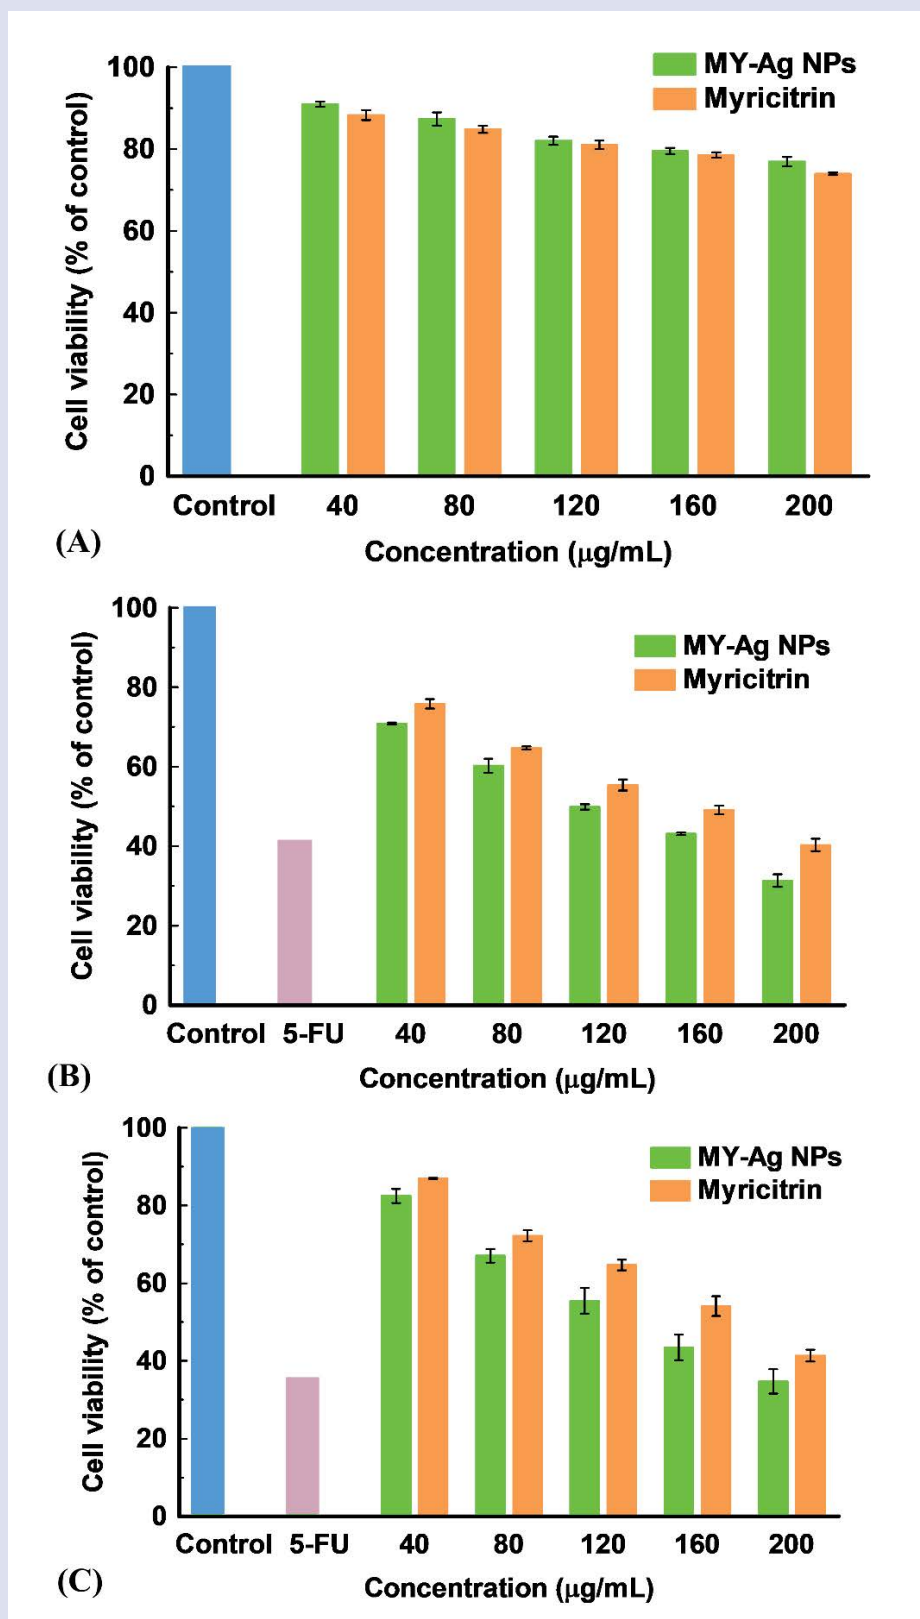 MY-Ag NPs
Myricitrin
Cell viability (% of control)
100
80
60
40
20
0
Control 40 80 120 160 200
Concentration (μg/mL)
(A)
MY-Ag NPs
Myricitrin
Cell viability (% of control)
100
80
60
40
20
0
Control 5-FU 40 80 120 160 200
Concentration (μg/mL)
(B)
MY-Ag NPs
Myricitrin
Cell viability (% of control)
100
80
60
40
20
0
Control 5-FU 40 80 120 160 200
Concentration (μg/mL)
(C)